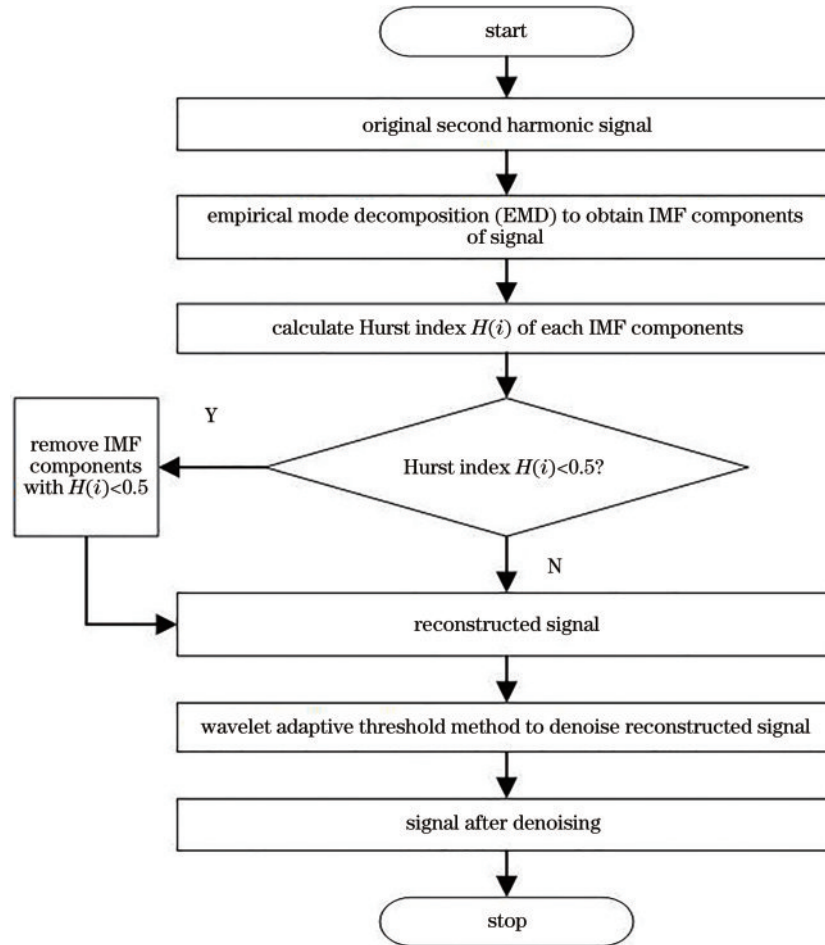 start
original second harmonic signal
empirical mode decomposition (EMD) to obtain IMF components
of signal
calculate Hurst index H(i) of each IMF components
Y
remove IMF
components
with H(i)<0.5
Hurst index H(i)<0.5?
N
reconstructed signal
wavelet adaptive threshold method to denoise reconstructed signal
signal after denoising
stop